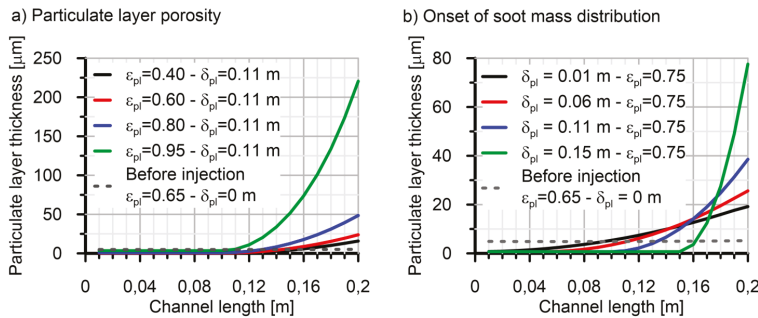 a) Particulate layer porosity
Particulate layer thickness [µm]
250
200
150
100
50
0
εpl=0.40 - δpl=0.11 m
εpl=0.60 - δpl=0.11 m
εpl=0.80 - δpl=0.11 m
εpl=0.95 - δpl=0.11 m
Before injection
εpl=0.65 - δpl=0 m
0 0,04 0,08 0,12 0,16 0,2
Channel length [m]
b) Onset of soot mass distribution
Particulate layer thickness [µm]
80
60
40
20
0
δpl = 0.01 m - εpl=0.75
δpl = 0.06 m - εpl=0.75
δpl = 0.11 m - εpl=0.75
δpl = 0.15 m - εpl=0.75
Before injection
εpl=0.65 - δpl = 0 m
0 0,04 0,08 0,12 0,16 0,2
Channel length [m]